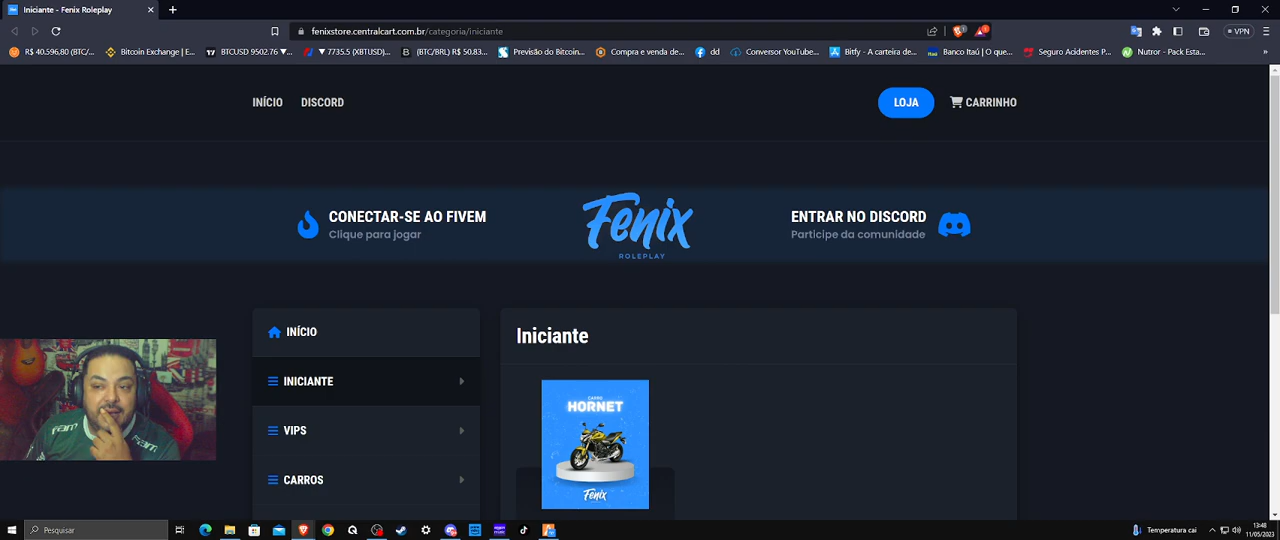 Iniciante - Fenix Roleplay
fenixstore.centralcart.com.br/categoria/iniciante
VPN
R$ 40.596,80 (BTC/...
Bitcoin Exchange | E...
BTCUSD 9902.76 ▼...
▼ 7735.5 (XBTUSD)...
(BTC/BRL) R$ 50.83...
Previsão do Bitcoin...
Compra e venda de...
dd
Conversor YouTube...
Bitfy - A carteira de...
Banco Itaú | O que...
Seguro Acidentes P...
Nutror - Pack Esta...
INÍCIO
DISCORD
LOJA
CARRINHO
CONECTAR-SE AO FIVEM
Clique para jogar
Fenix
ROLEPLAY
ENTRAR NO DISCORD
Participe da comunidade
INÍCIO
INICIANTE
VIPS
CARROS
Iniciante
CARRO
HORNET
Fenix
fam
Pesquisar
Temperatura cai
13:48
11/05/2023